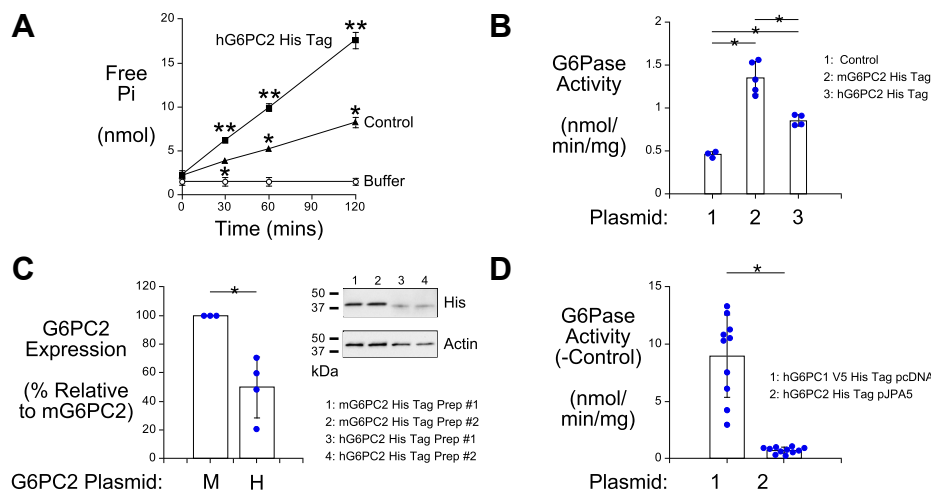 A
Free
Pi
(nmol)
20
15
10
5
0
hG6PC2 His Tag
**
**
**
*
*
*
Control
Buffer
0
30
60
90
120
Time (mins)
B
G6Pase
Activity
(nmol/
min/mg)
2
1.5
1
0.5
0
*
*
*
1: Control
2: mG6PC2 His Tag
3: hG6PC2 His Tag
Plasmid: 1 2 3
C
G6PC2
Expression
(% Relative
to mG6PC2)
120
100
80
60
40
20
0
*
G6PC2 Plasmid: M H
1 2 3 4
50
37
His
50
37
Actin
kDa
1: mG6PC2 His Tag Prep #1
2: mG6PC2 His Tag Prep #2
3: hG6PC2 His Tag Prep #1
4: hG6PC2 His Tag Prep #2
D
G6Pase
Activity
(-Control)
(nmol/
min/mg)
15
10
5
0
*
1: hG6PC1 V5 His Tag pcDNA
2: hG6PC2 His Tag pJPA5
Plasmid: 1 2